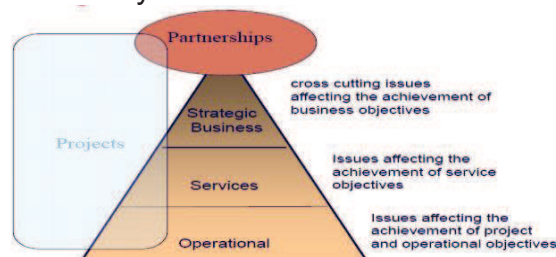 Partnerships
cross cutting issues
affecting the achievement of
business objectives
Strategic
Business
Projects
Issues affecting the
achievement of service
objectives
Services
Issues affecting the
achievement of project
and operational objectives
Operational